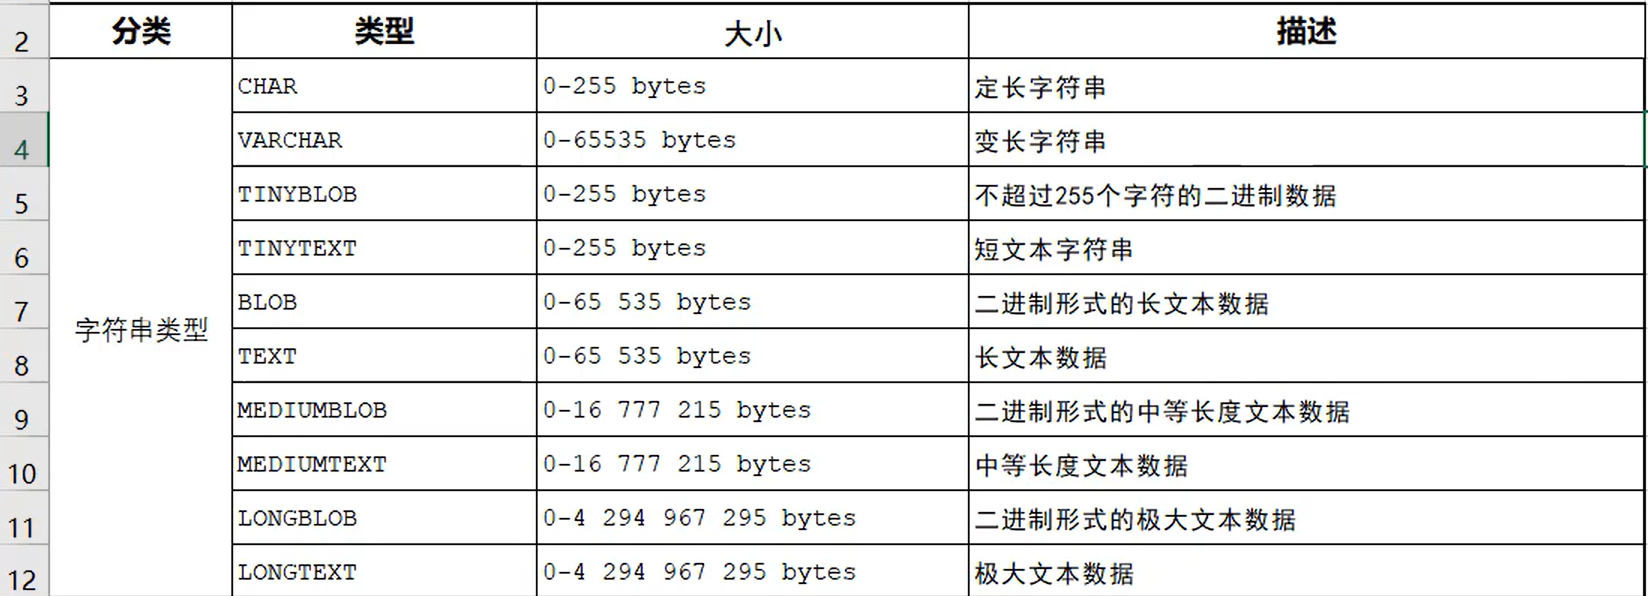 2 分类 类型 大小 描述
3 CHAR 0-255 bytes 定长字符串
4 VARCHAR 0-65535 bytes 变长字符串
5 TINYBLOB 0-255 bytes 不超过255个字符的二进制数据
6 TINYTEXT 0-255 bytes 短文本字符串
7 BLOB 0-65 535 bytes 二进制形式的长文本数据
字符串类型
8 TEXT 0-65 535 bytes 长文本数据
9 MEDIUMBLOB 0-16 777 215 bytes 二进制形式的中等长度文本数据
10 MEDIUMTEXT 0-16 777 215 bytes 中等长度文本数据
11 LONGBLOB 0-4 294 967 295 bytes 二进制形式的极大文本数据
12 LONGTEXT 0-4 294 967 295 bytes 极大文本数据